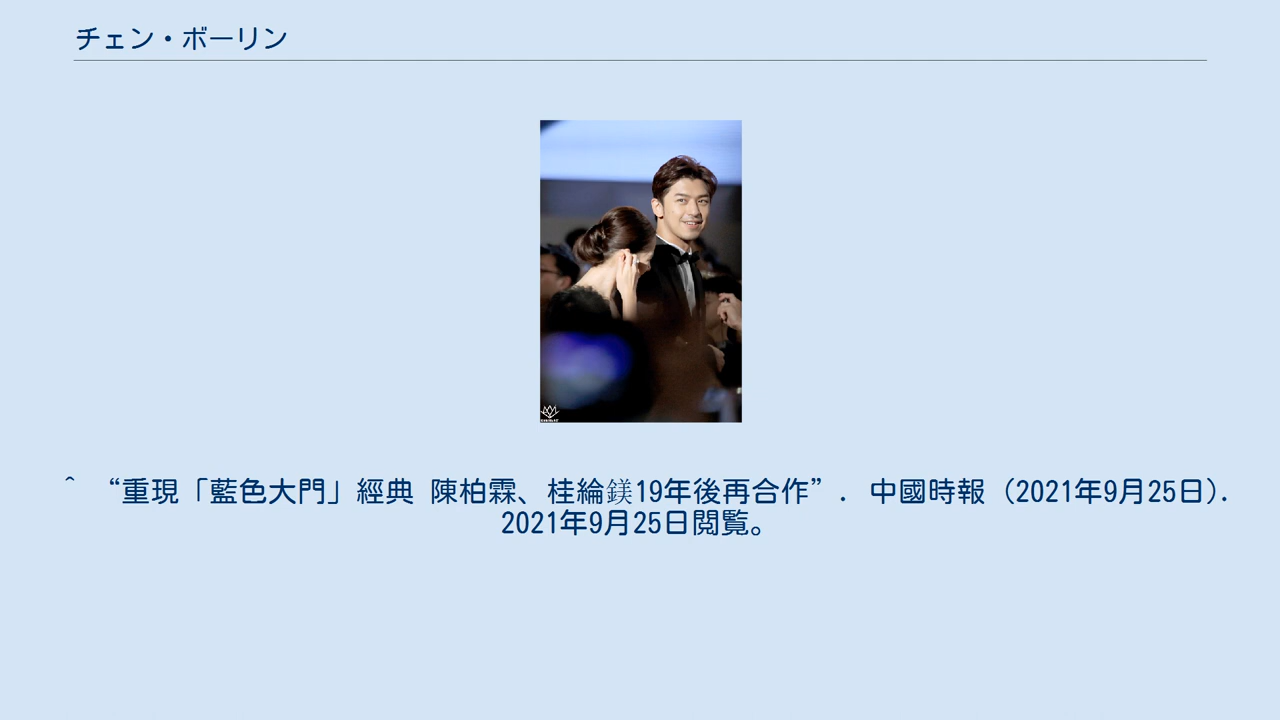 チェン・ボーリン
^ “重現「藍色大門」經典 陳柏霖、桂綸鎂19年後再合作”. 中國時報 (2021年9月25日).
2021年9月25日閲覧。